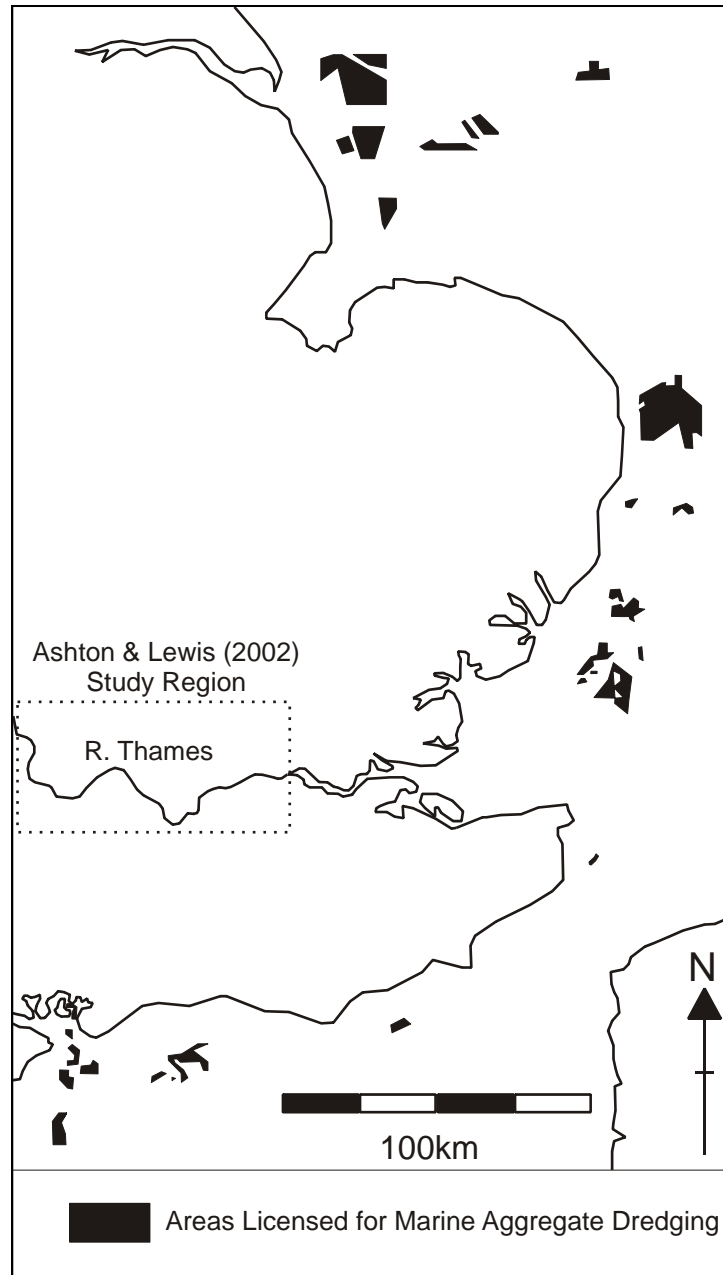 Ashton & Lewis (2002)
Study Region
R. Thames
N
100km
Areas Licensed for Marine Aggregate Dredging